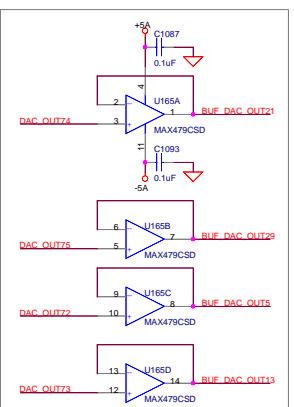 +5A
C1087
0.1uF
4
2
U165A
1
BUF_DAC_OUT21
DAC_OUT74
3
+
MAX479CSD
11
C1093
0.1uF
-5A
6
U165B
7
BUF_DAC_OUT29
DAC_OUT75
5
+
MAX479CSD
9
U165C
8
BUF_DAC_OUT5
DAC_OUT72
10
+
MAX479CSD
13
U165D
14
BUF_DAC_OUT13
DAC_OUT73
12
+
MAX479CSD